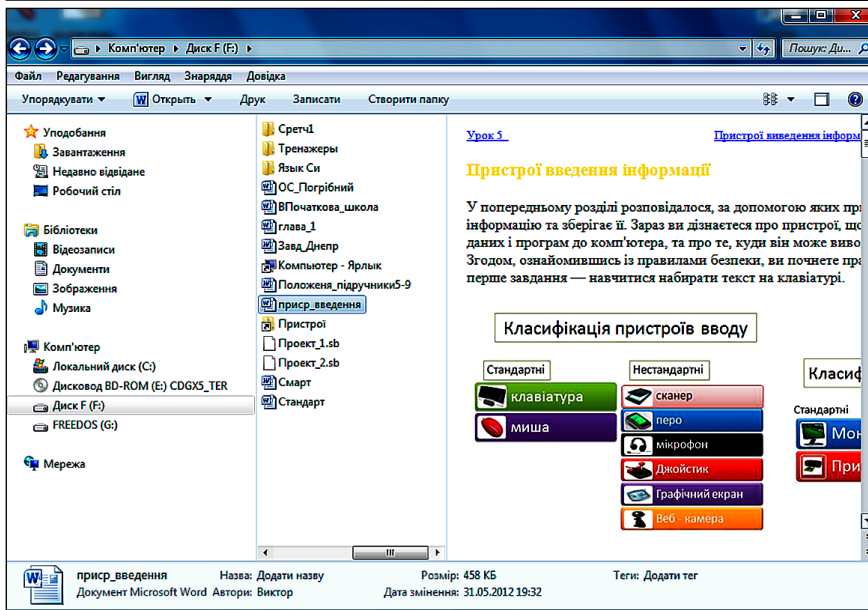 Комп'ютер ▸ Диск F (F:) ▸
Пошук: Ди...
Файл Редагування Вигляд Знаряддя Довідка
Упорядкувати Открыть Друк Записати Створити папку
Уподобання
Завантаження
Недавно відвідане
Робочий стіл
Бібліотеки
Відеозаписи
Документи
Зображення
Музика
Комп'ютер
Локальний диск (C:)
Дисковод BD-ROM (E:) CDGX5_TER
Диск F (F:)
FREEDOS (G:)
Мережа
Сретч1
Тренажеры
Язык Си
ОС_Погрібний
ВПочаткова_школа
глава_1
Завд_Днепр
Компьютер - Ярлык
Положеня_підручники5-9
приср_введення
Пристрої
Проект_1.sb
Проект_2.sb
Смарт
Стандарт
Урок 5
Пристрої виведення інформ
Пристрої введення інформації
У попередньому розділі розповідалося, за допомогою яких при
інформацію та зберігає її. Зараз ви дізнаєтеся про пристрої, що
даних і програм до комп'ютера, та про те, куди він може виво
Згодом, ознайомившись із правилами безпеки, ви почнете пра
перше завдання — навчитися набирати текст на клавіатурі.
Класифікація пристроїв вводу
Стандартні
клавіатура
миша
Нестандартні
сканер
перо
мікрофон
Джойстик
Графічний екран
Веб - камера
Класиф
Стандартні
Мон
При
приср_введення
Документ Microsoft Word
Назва: Додати назву
Автори: Виктор
Розмір: 458 КБ
Дата змінення: 31.05.2012 19:32
Теги: Додати тег